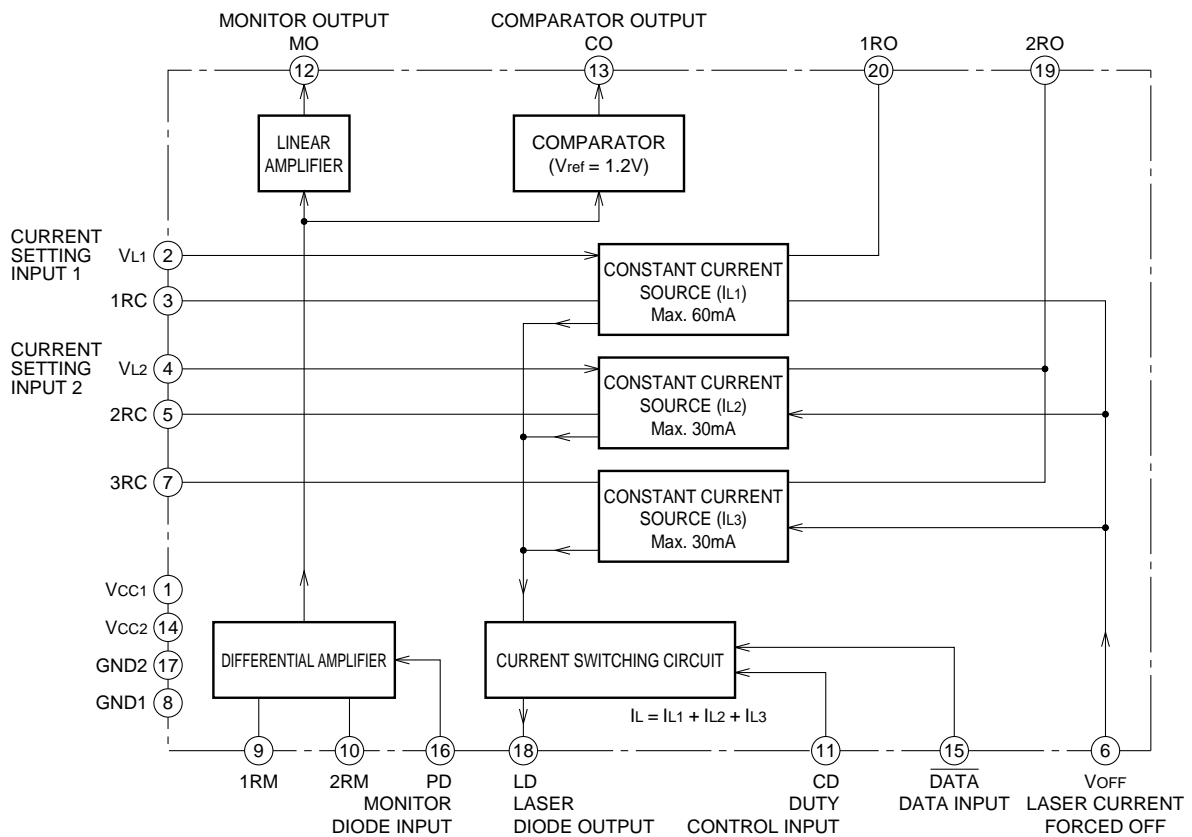 MONITOR OUTPUT
MO
COMPARATOR OUTPUT
CO
1RO
2RO
12
13
20
19
LINEAR
AMPLIFIER
COMPARATOR
(Vref = 1.2V)
CURRENT
SETTING
INPUT 1
VL1
2
1RC
3
CONSTANT CURRENT
SOURCE (IL1)
Max. 60mA
CURRENT
SETTING
INPUT 2
VL2
4
2RC
5
CONSTANT CURRENT
SOURCE (IL2)
Max. 30mA
3RC
7
CONSTANT CURRENT
SOURCE (IL3)
Max. 30mA
VCC1
1
VCC2
14
GND2
17
GND1
8
DIFFERENTIAL AMPLIFIER
CURRENT SWITCHING CIRCUIT
IL = IL1 + IL2 + IL3
9
10
16
18
11
15
6
1RM
2RM
PD
MONITOR
DIODE INPUT
LD
LASER
DIODE OUTPUT
CD
DUTY
CONTROL INPUT
DATA
DATA INPUT
VOFF
LASER CURRENT
FORCED OFF